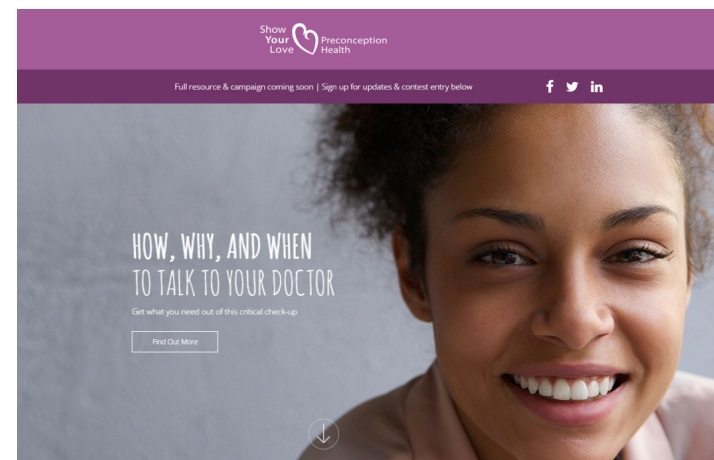 Show
Your
Love
Preconception
Health
Full resource & campaign coming soon | Sign up for updates & contest entry below
HOW, WHY, AND WHEN
TO TALK TO YOUR DOCTOR
Get what you need out of this critical check-up
Find Out More